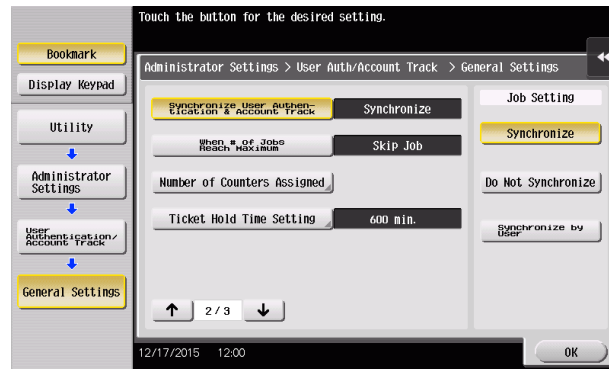 Touch the button for the desired setting.
Bookmark
Display Keypad
Utility
Administrator
Settings
User
Authentication/
Account Track
General Settings
Administrator Settings > User Auth/Account Track > General Settings
Synchronize User Authen-
tication & Account Track
Synchronize
When # of Jobs
Reach Maximum
Skip Job
Number of Counters Assigned
Ticket Hold Time Setting
600 min.
2/3
Job Setting
Synchronize
Do Not Synchronize
Synchronize by
User
12/17/2015 12:00
OK